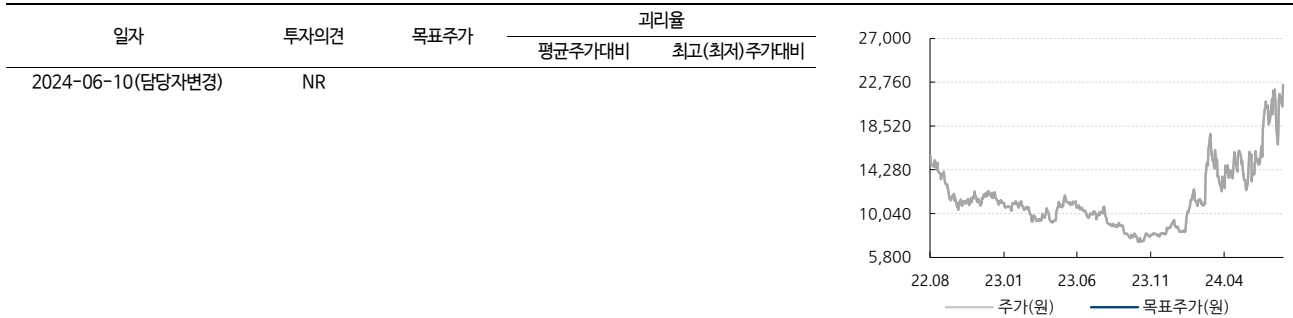 일자 투자의견 목표주가 괴리율
평균주가대비 최고(최저)주가대비
2024-06-10(담당자변경) NR
27,000
22,760
18,520
14,280
10,040
5,800
22.08 23.01 23.06 23.11 24.04
주가(원) 목표주가(원)